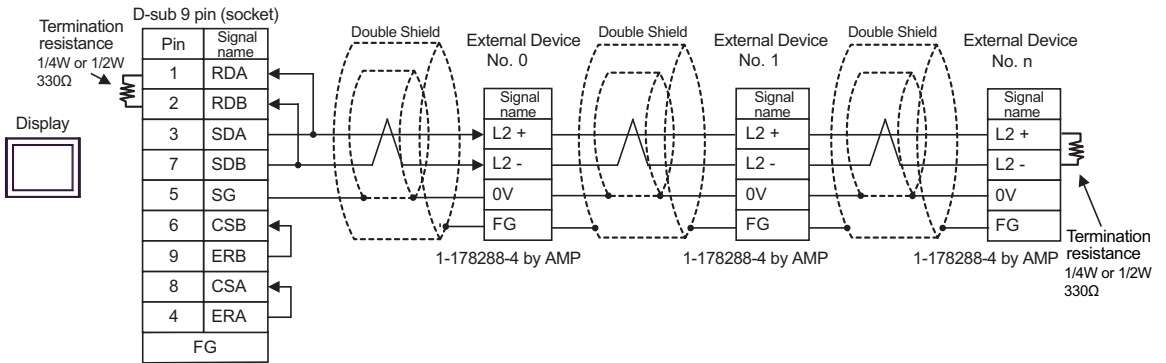 D-sub 9 pin (socket)
Termination
resistance
1/4W or 1/2W
330Ω
Display
Pin
Signal
name
1 RDA
2 RDB
3 SDA
7 SDB
5 SG
6 CSB
9 ERB
8 CSA
4 ERA
FG
Double Shield
External Device
No. 0
Signal
name
L2 +
L2 -
0V
FG
1-178288-4 by AMP
Double Shield
External Device
No. 1
Signal
name
L2 +
L2 -
0V
FG
1-178288-4 by AMP
Double Shield
External Device
No. n
Signal
name
L2 +
L2 -
0V
FG
1-178288-4 by AMP
Termination
resistance
1/4W or 1/2W
330Ω